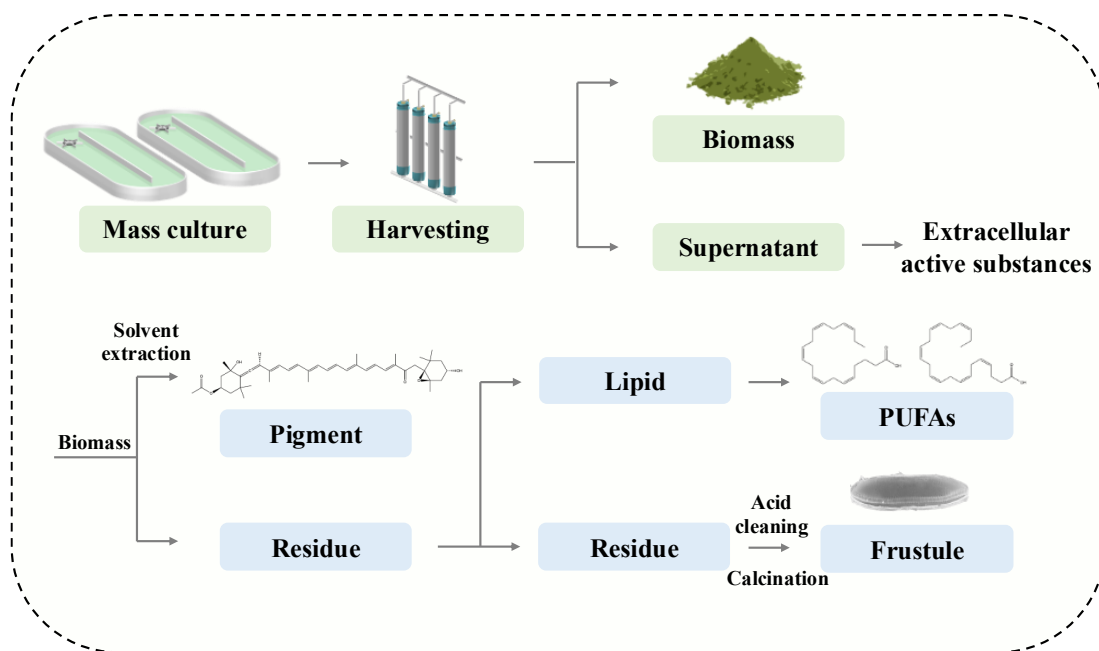 Biomass
Mass culture
Harvesting
Supernatant
Extracellular
active substances
Solvent
extraction
Biomass
Pigment
Lipid
PUFAs
Residue
Residue
Acid
cleaning
Calcination
Frustule